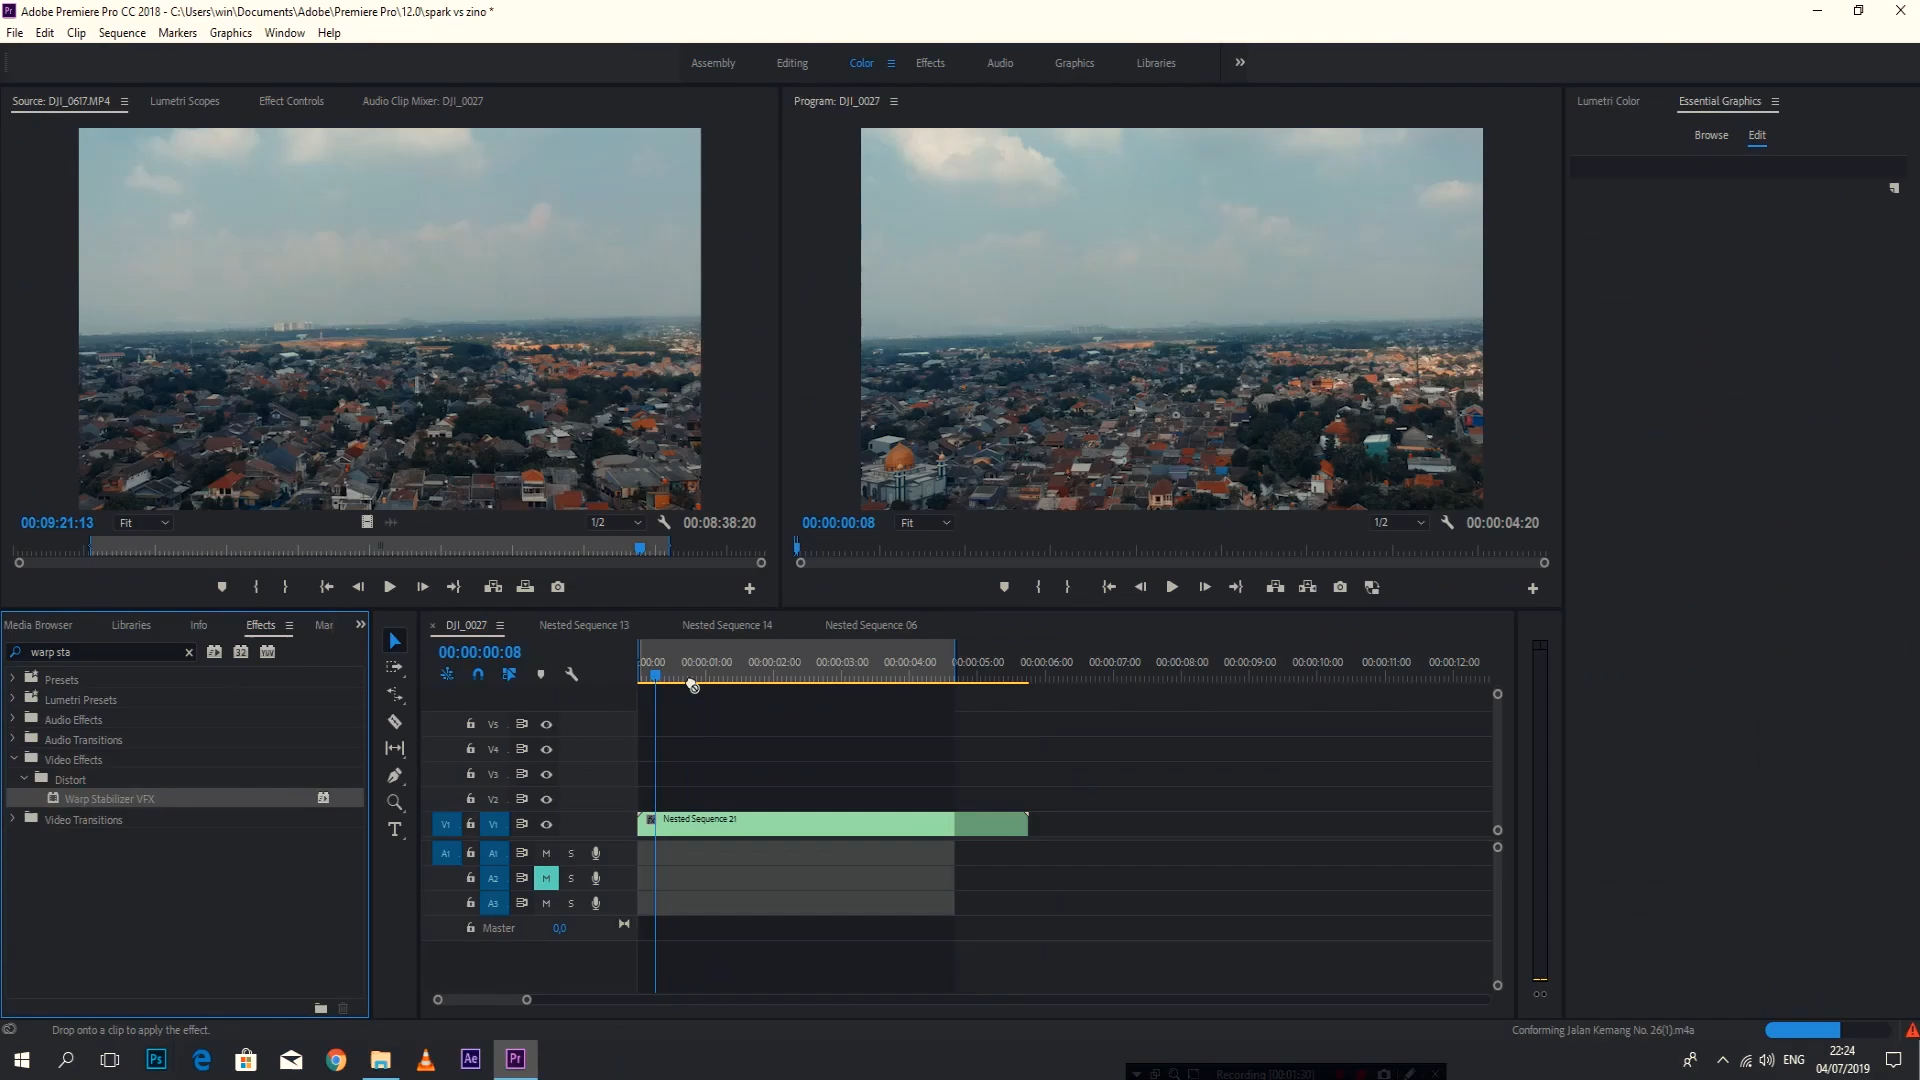 Pr Adobe Premiere Pro CC 2018 - C:\Users\win\Documents\Adobe\Premiere Pro\12.0\spark vs zino *
File Edit Clip Sequence Markers Graphics Window Help
Assembly Editing Color Effects Audio Graphics Libraries
Source: DJI_0617.MP4 Lumetri Scopes Effect Controls Audio Clip Mixer: DJI_0027
Program: DJI_0027
Lumetri Color Essential Graphics
Browse Edit
00:09:21:13 Fit 1/2 00:08:38:20
00:00:00:08 Fit 1/2 00:00:04:20
Media Browser Libraries Info Effects Mar
warp sta
32 YUV
Presets
Lumetri Presets
Audio Effects
Audio Transitions
Video Effects
Distort
Warp Stabilizer VFX
Video Transitions
DJI_0027 Nested Sequence 13 Nested Sequence 14 Nested Sequence 06
00:00:00:08
:00:00 00:00:01:00 00:00:02:00 00:00:03:00 00:00:04:00 00:00:05:00 00:00:06:00 00:00:07:00 00:00:08:00 00:00:09:00 00:00:10:00 00:00:11:00 00:00:12:00
V5
V4
V3
V2
V1 V1 Nested Sequence 21
A1 A1 M S
A2 M S
A3 M S
Master 0,0
Drop onto a clip to apply the effect.
Conforming Jalan Kemang No. 26(1).m4a
Ps Ae Pr
Recording [00:01:30]
ENG
22:24
04/07/2019